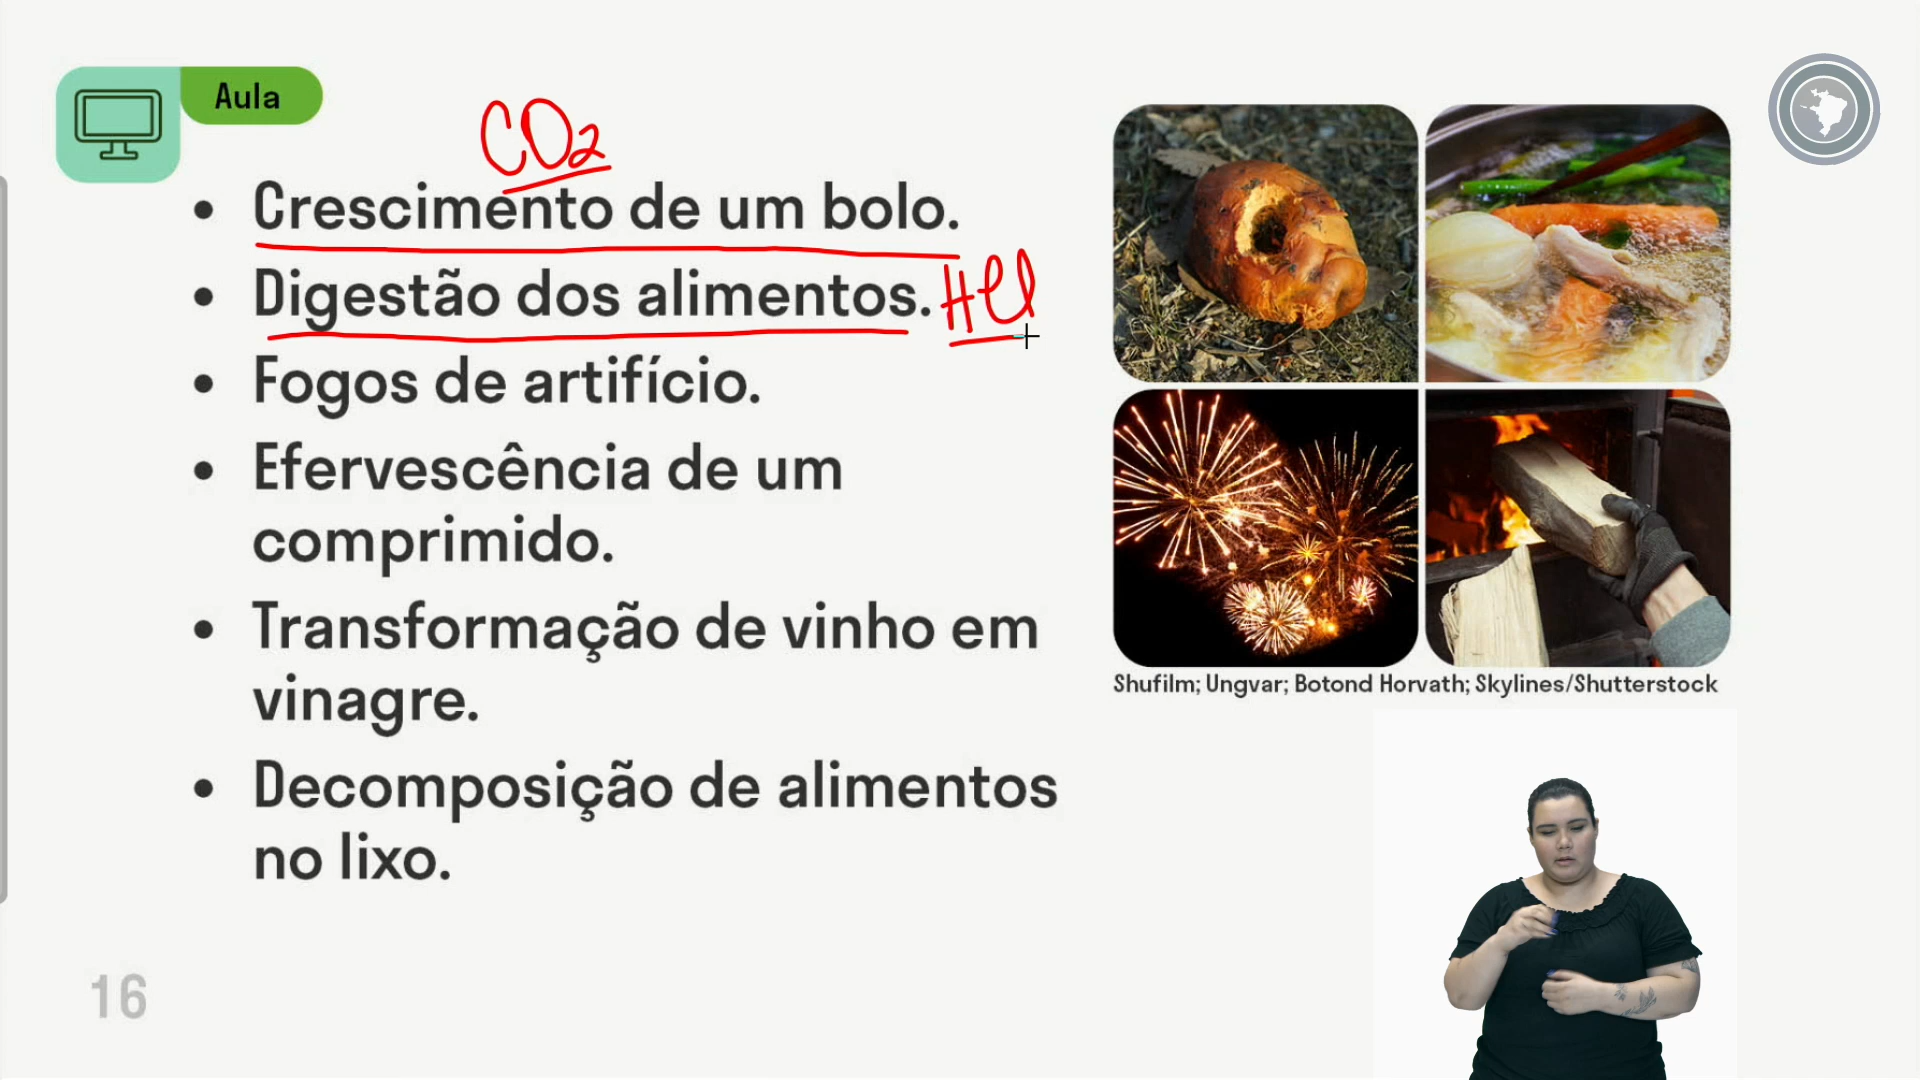 Aula
CO2
• Crescimento de um bolo.
• Digestão dos alimentos. HCl
• Fogos de artifício.
• Efervescência de um
comprimido.
• Transformação de vinho em
vinagre.
• Decomposição de alimentos
no lixo.
Shufilm; Ungvar; Botond Horvath; Skylines/Shutterstock
16